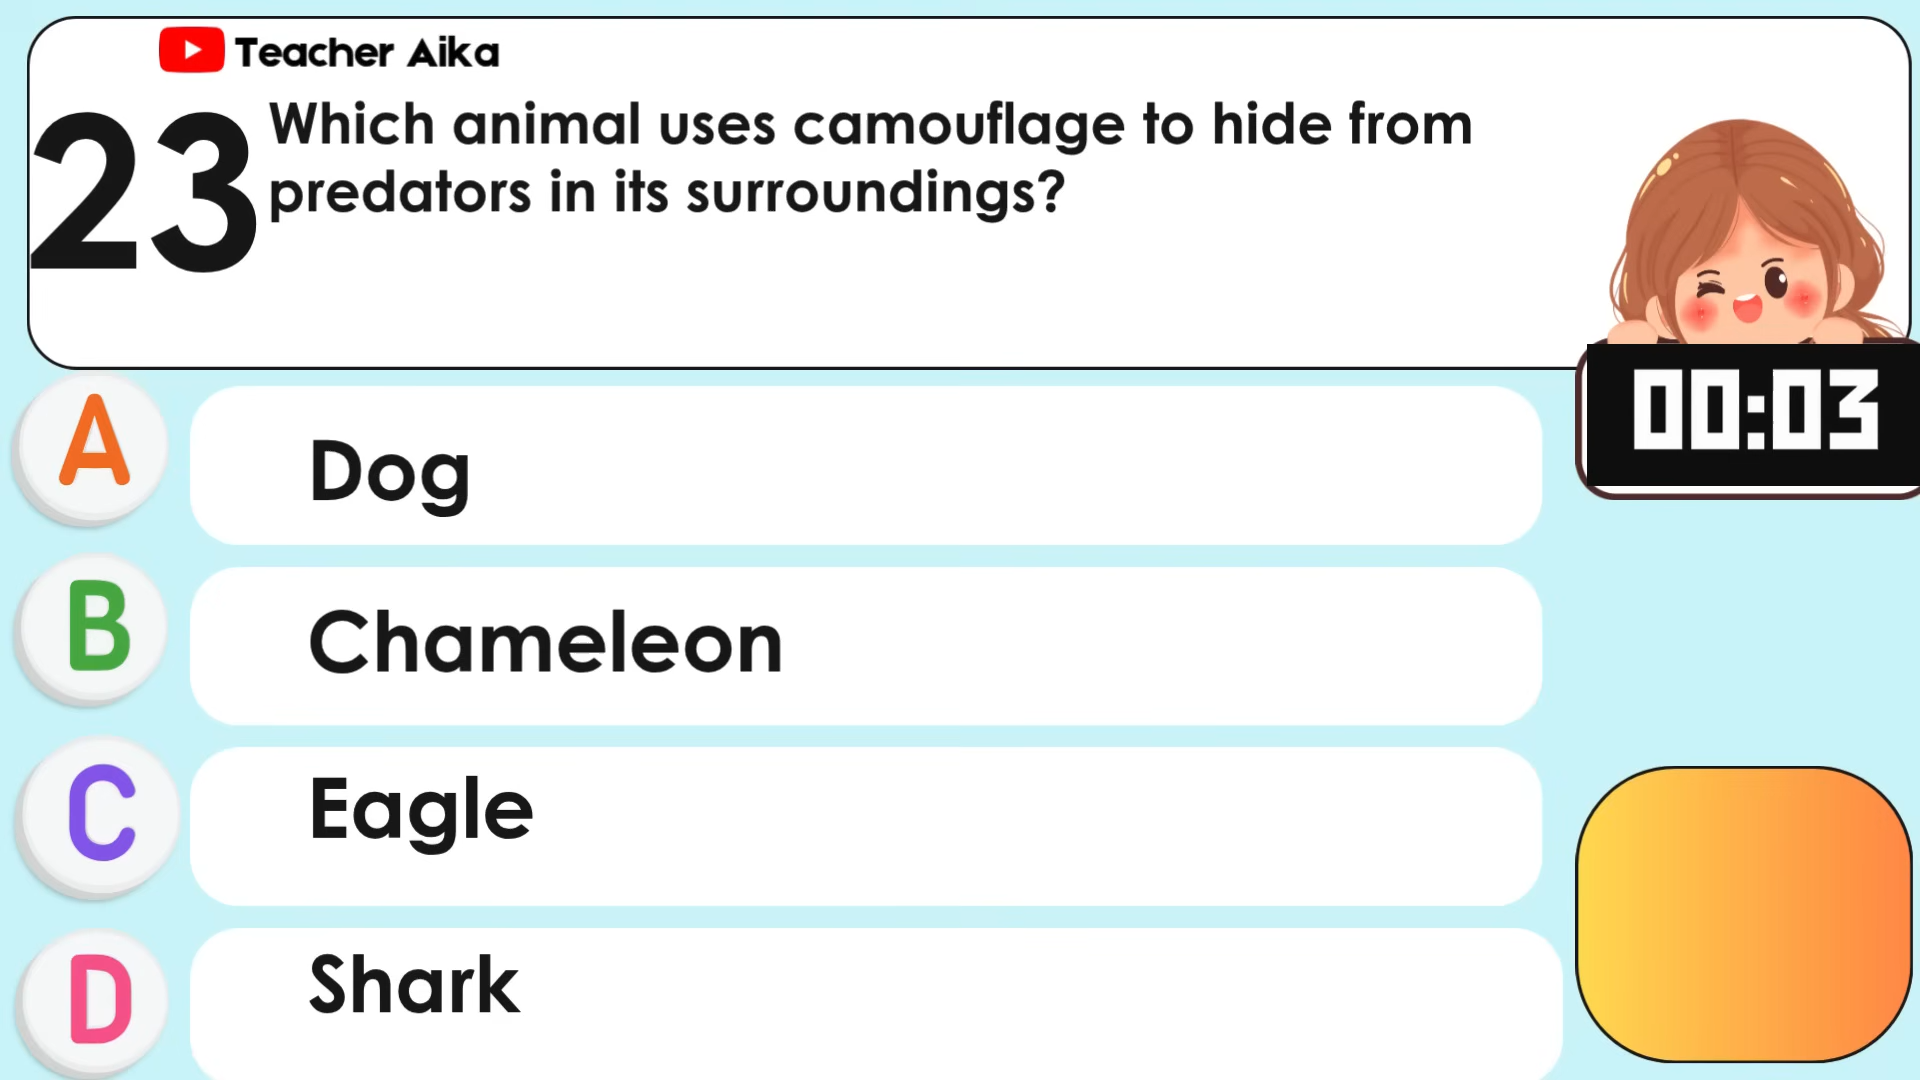 Teacher Aika
23
Which animal uses camouflage to hide from
predators in its surroundings?
00:03
A
Dog
B
Chameleon
C
Eagle
D
Shark